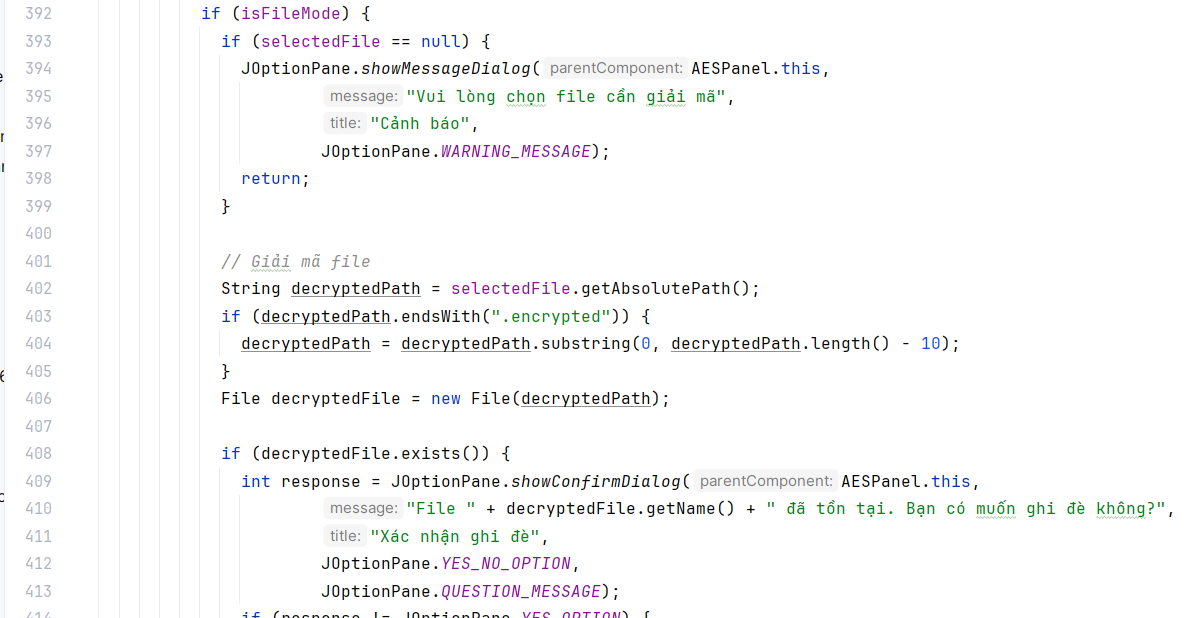 392 if (isFileMode) {
393 if (selectedFile == null) {
394 JOptionPane.showMessageDialog( parentComponent: AESPanel.this,
395 message: "Vui lòng chọn file cần giải mã",
396 title: "Cảnh báo",
397 JOptionPane.WARNING_MESSAGE);
398 return;
399 }
400
401 // Giải mã file
402 String decryptedPath = selectedFile.getAbsolutePath();
403 if (decryptedPath.endsWith(".encrypted")) {
404 decryptedPath = decryptedPath.substring(0, decryptedPath.length() - 10);
405 }
406 File decryptedFile = new File(decryptedPath);
407
408 if (decryptedFile.exists()) {
409 int response = JOptionPane.showConfirmDialog( parentComponent: AESPanel.this,
410 message: "File " + decryptedFile.getName() + " đã tồn tại. Bạn có muốn ghi đè không?",
411 title: "Xác nhận ghi đè",
412 JOptionPane.YES_NO_OPTION,
413 JOptionPane.QUESTION_MESSAGE);
414 if (response != JOptionPane.YES_OPTION) {